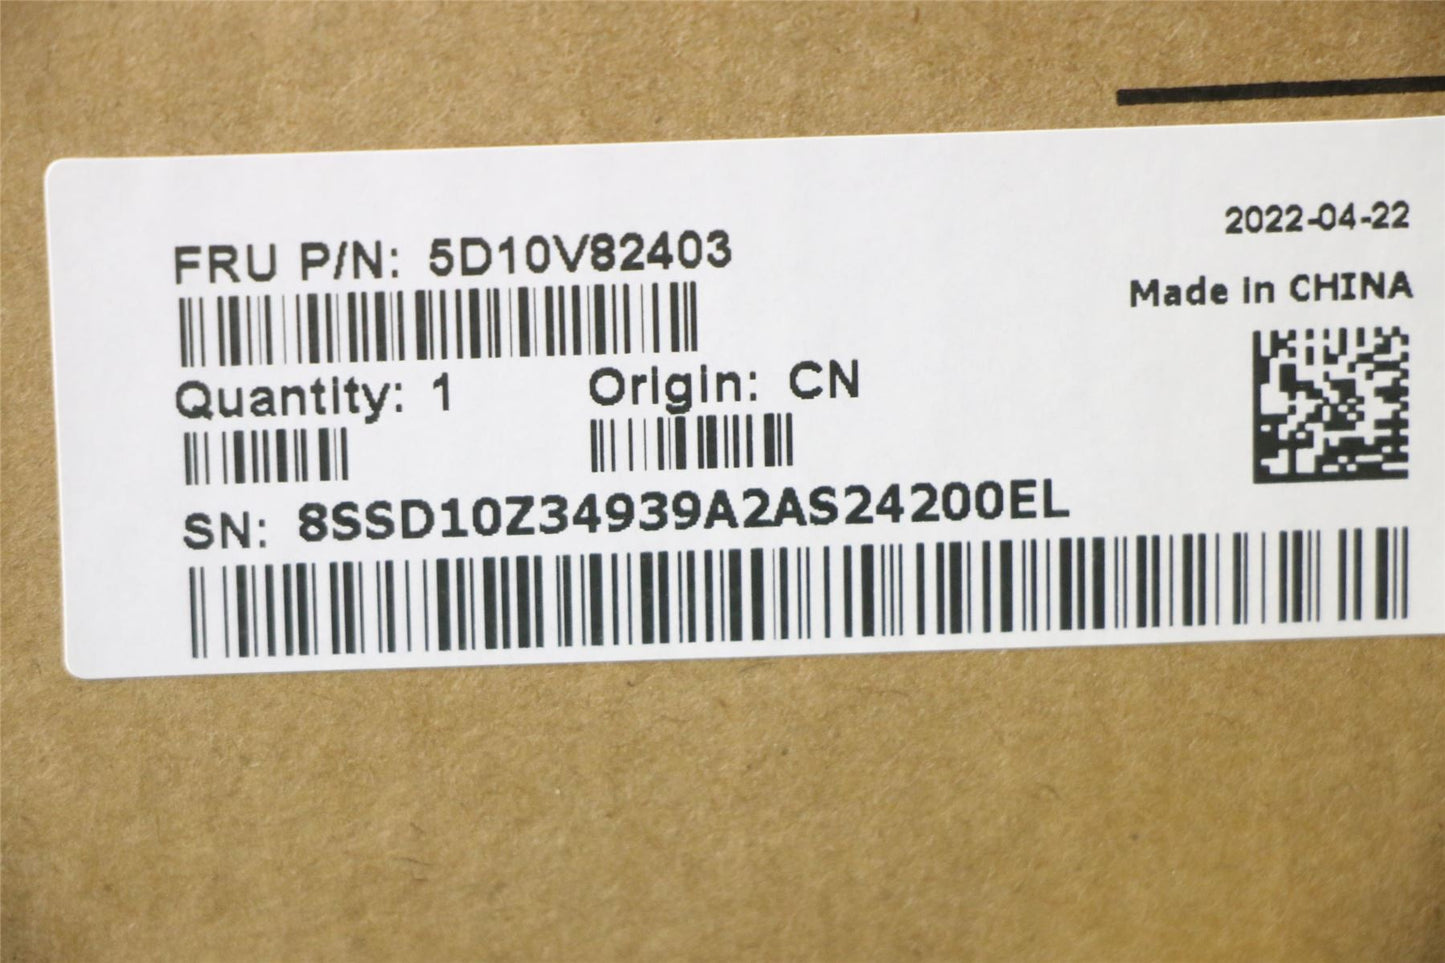 2022-04-22
FRU P/N: 5D10V82403
Made in CHINA
Quantity: 1
Origin: CN
SN: 8SSD10Z34939A2AS24200EL